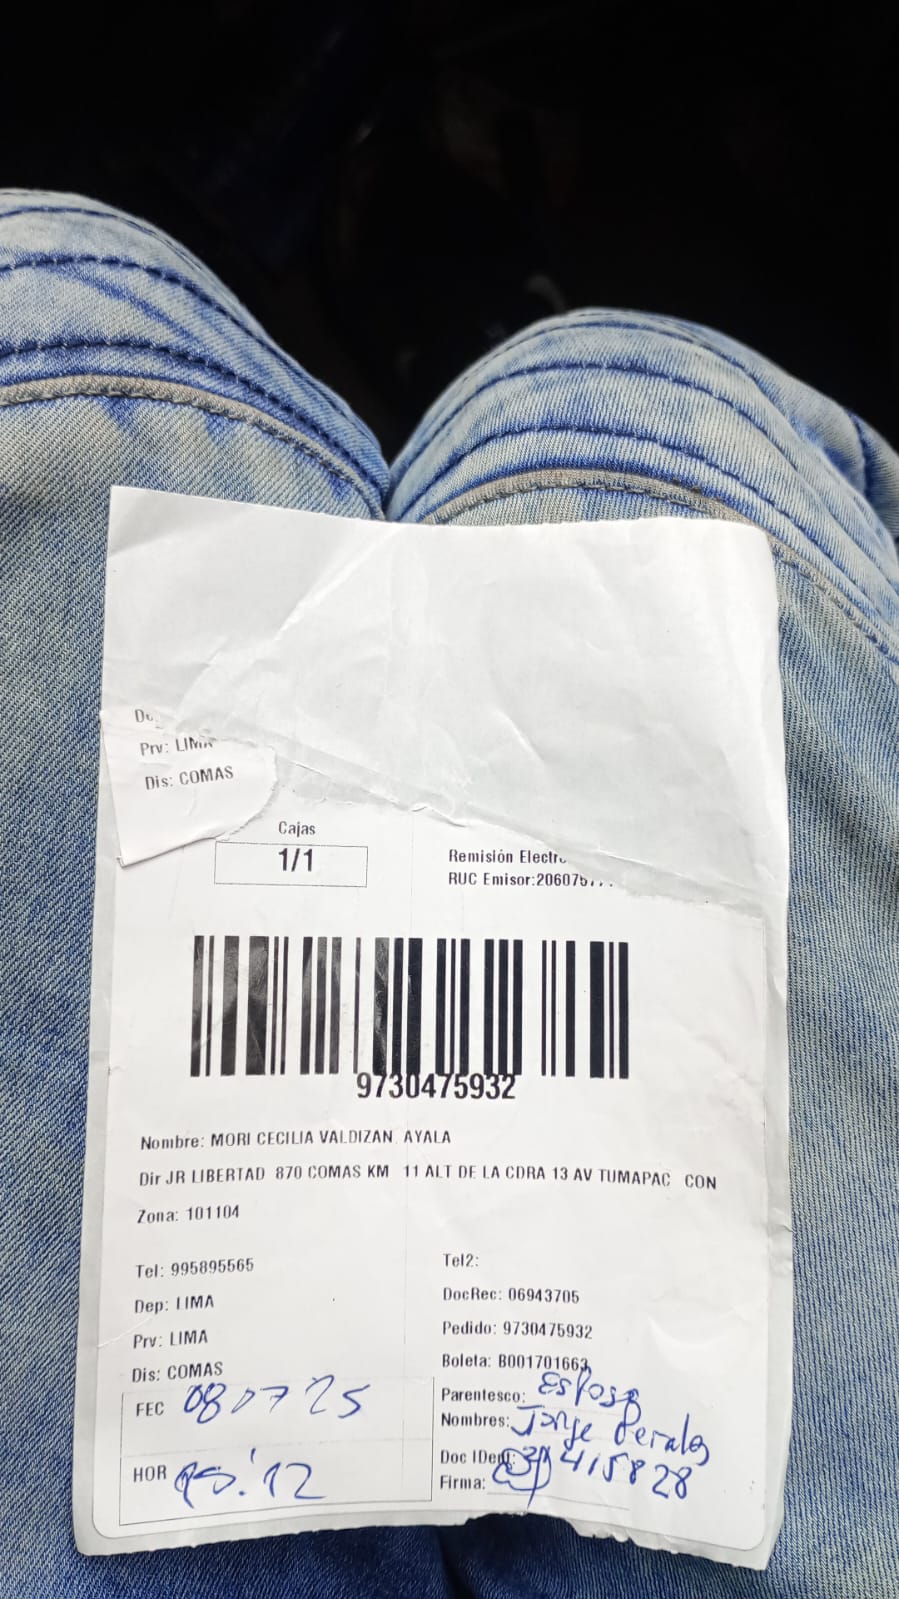 Prv: LIMA
Dis: COMAS
Cajas
1/1
Remisión Electro
RUC Emisor:206075
9730475932
Nombre: MORI CECILIA VALDIZAN AYALA
Dir JR LIBERTAD 870 COMAS KM 11 ALT DE LA CDRA 13 AV TUMAPAC CON
Zona: 101104
Tel: 995895565
Tel2:
Dep: LIMA
DocRec: 06943705
Prv: LIMA
Pedido: 9730475932
Dis: COMAS
Boleta: B001701663
FEC 080725
Parentesco: Esposo
Nombres: Jorge Perales
HOR
Doc IDen: 415828
Firma: